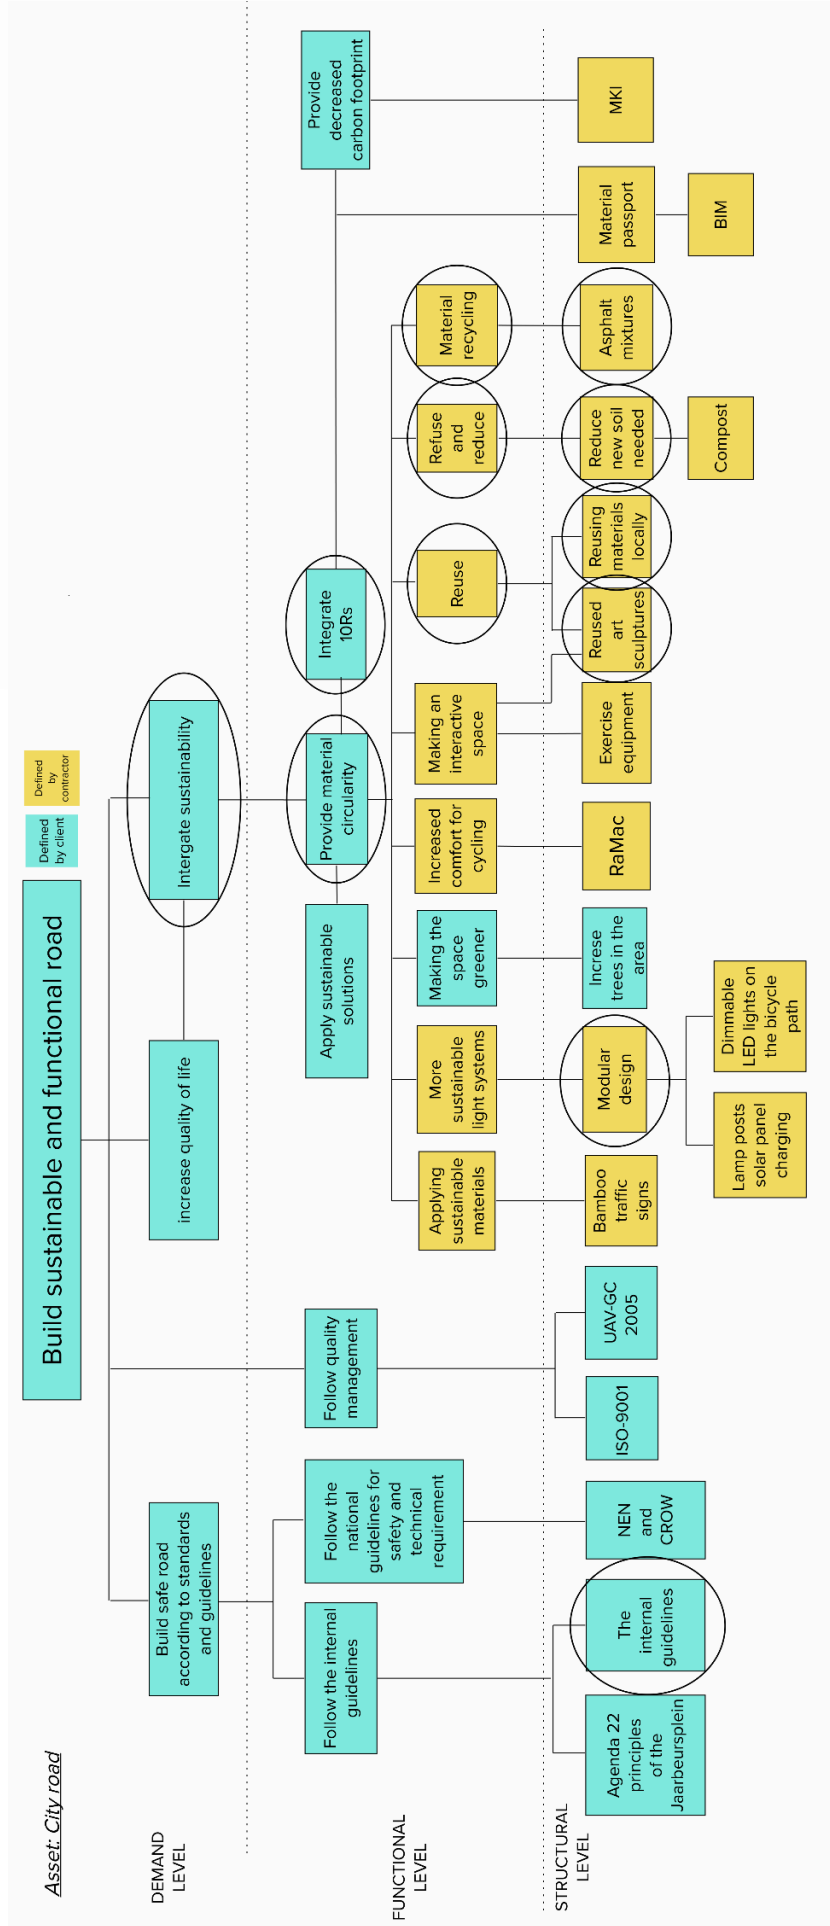 Asset: City road
Build sustainable and functional road
Defined
by client
Defined
by
contractor
DEMAND
LEVEL
Build safe road
according to standards
and guidelines
increase quality of life
Intergate sustainability
FUNCTIONAL
LEVEL
Follow the internal
guidelines
Follow the
national
guidelines for
safety and
technical
requirement
Follow quality
management
Apply sustainable
solutions
Provide material
circularity
Integrate
10Rs
Provide
decreased
carbon footprint
Applying
sustainable
materials
More
sustainable
light systems
Making the
space
greener
Increased
comfort for
cycling
Making an
interactive
space
Reuse
Refuse
and
reduce
Material
recycling
STRUCTURAL
LEVEL
Agenda 22
principles
of the
Jaarbeursplein
The
internal
guidelines
NEN
and
CROW
ISO-9001
UAV-GC
2005
Bamboo
traffic
signs
Modular
design
Increse
trees in the
area
RaMac
Exercise
equipment
Reused
art
sculptures
Reusing
materials
locally
Reduce
new soil
needed
Asphalt
mixtures
Material
passport
MKI
Lamp posts
solar panel
charging
Dimmable
LED lights on
the bicycle
path
Compost
BIM